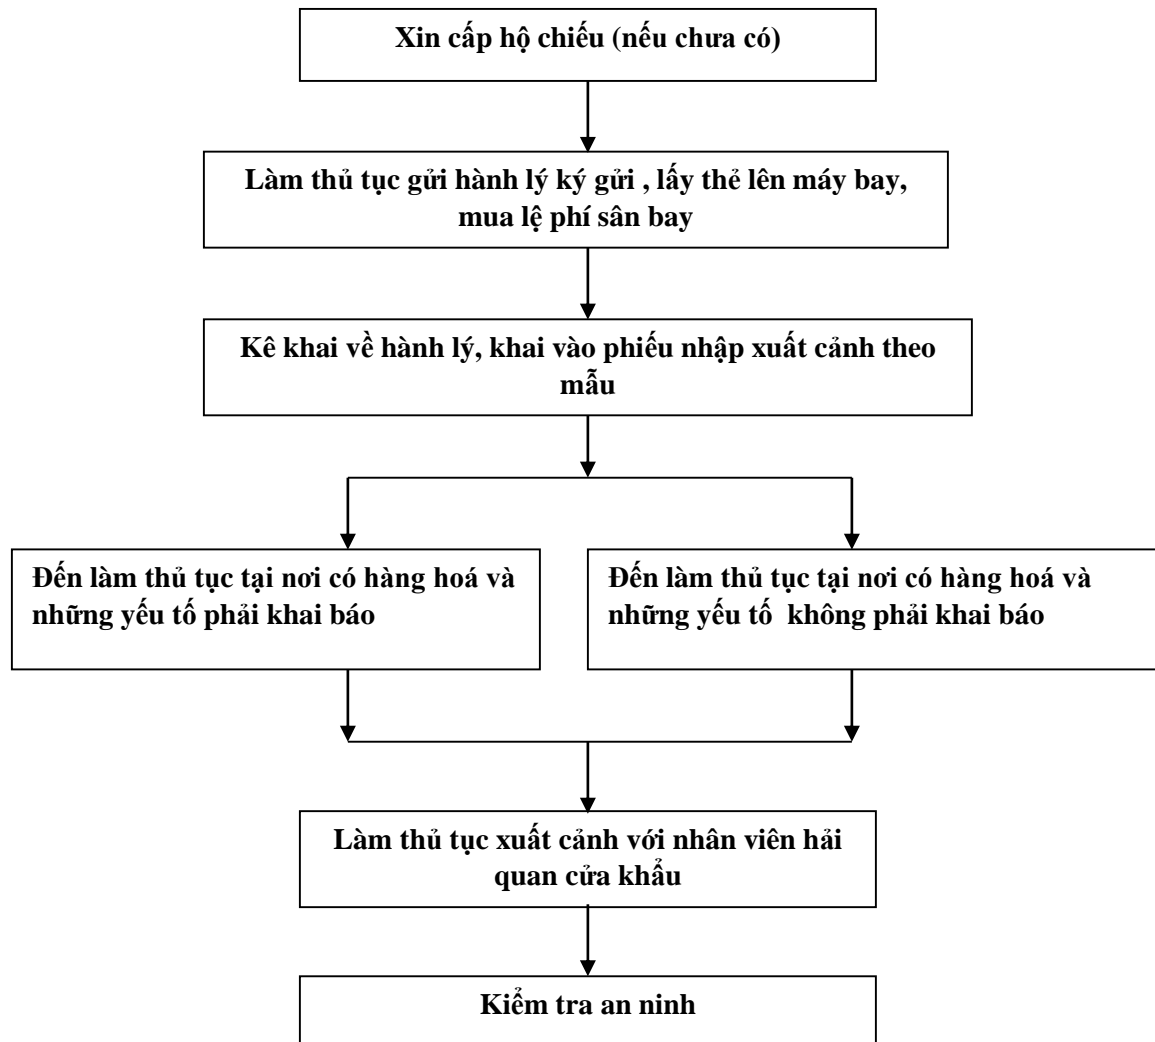 Xin cấp hộ chiếu (nếu chưa có)
Làm thủ tục gửi hành lý ký gửi , lấy thẻ lên máy bay,
mua lệ phí sân bay
Kê khai về hành lý, khai vào phiếu nhập xuất cảnh theo
mẫu
Đến làm thủ tục tại nơi có hàng hoá và
những yếu tố phải khai báo
Đến làm thủ tục tại nơi có hàng hoá và
những yếu tố  không phải khai báo
Làm thủ tục xuất cảnh với nhân viên hải
quan cửa khẩu
Kiểm tra an ninh